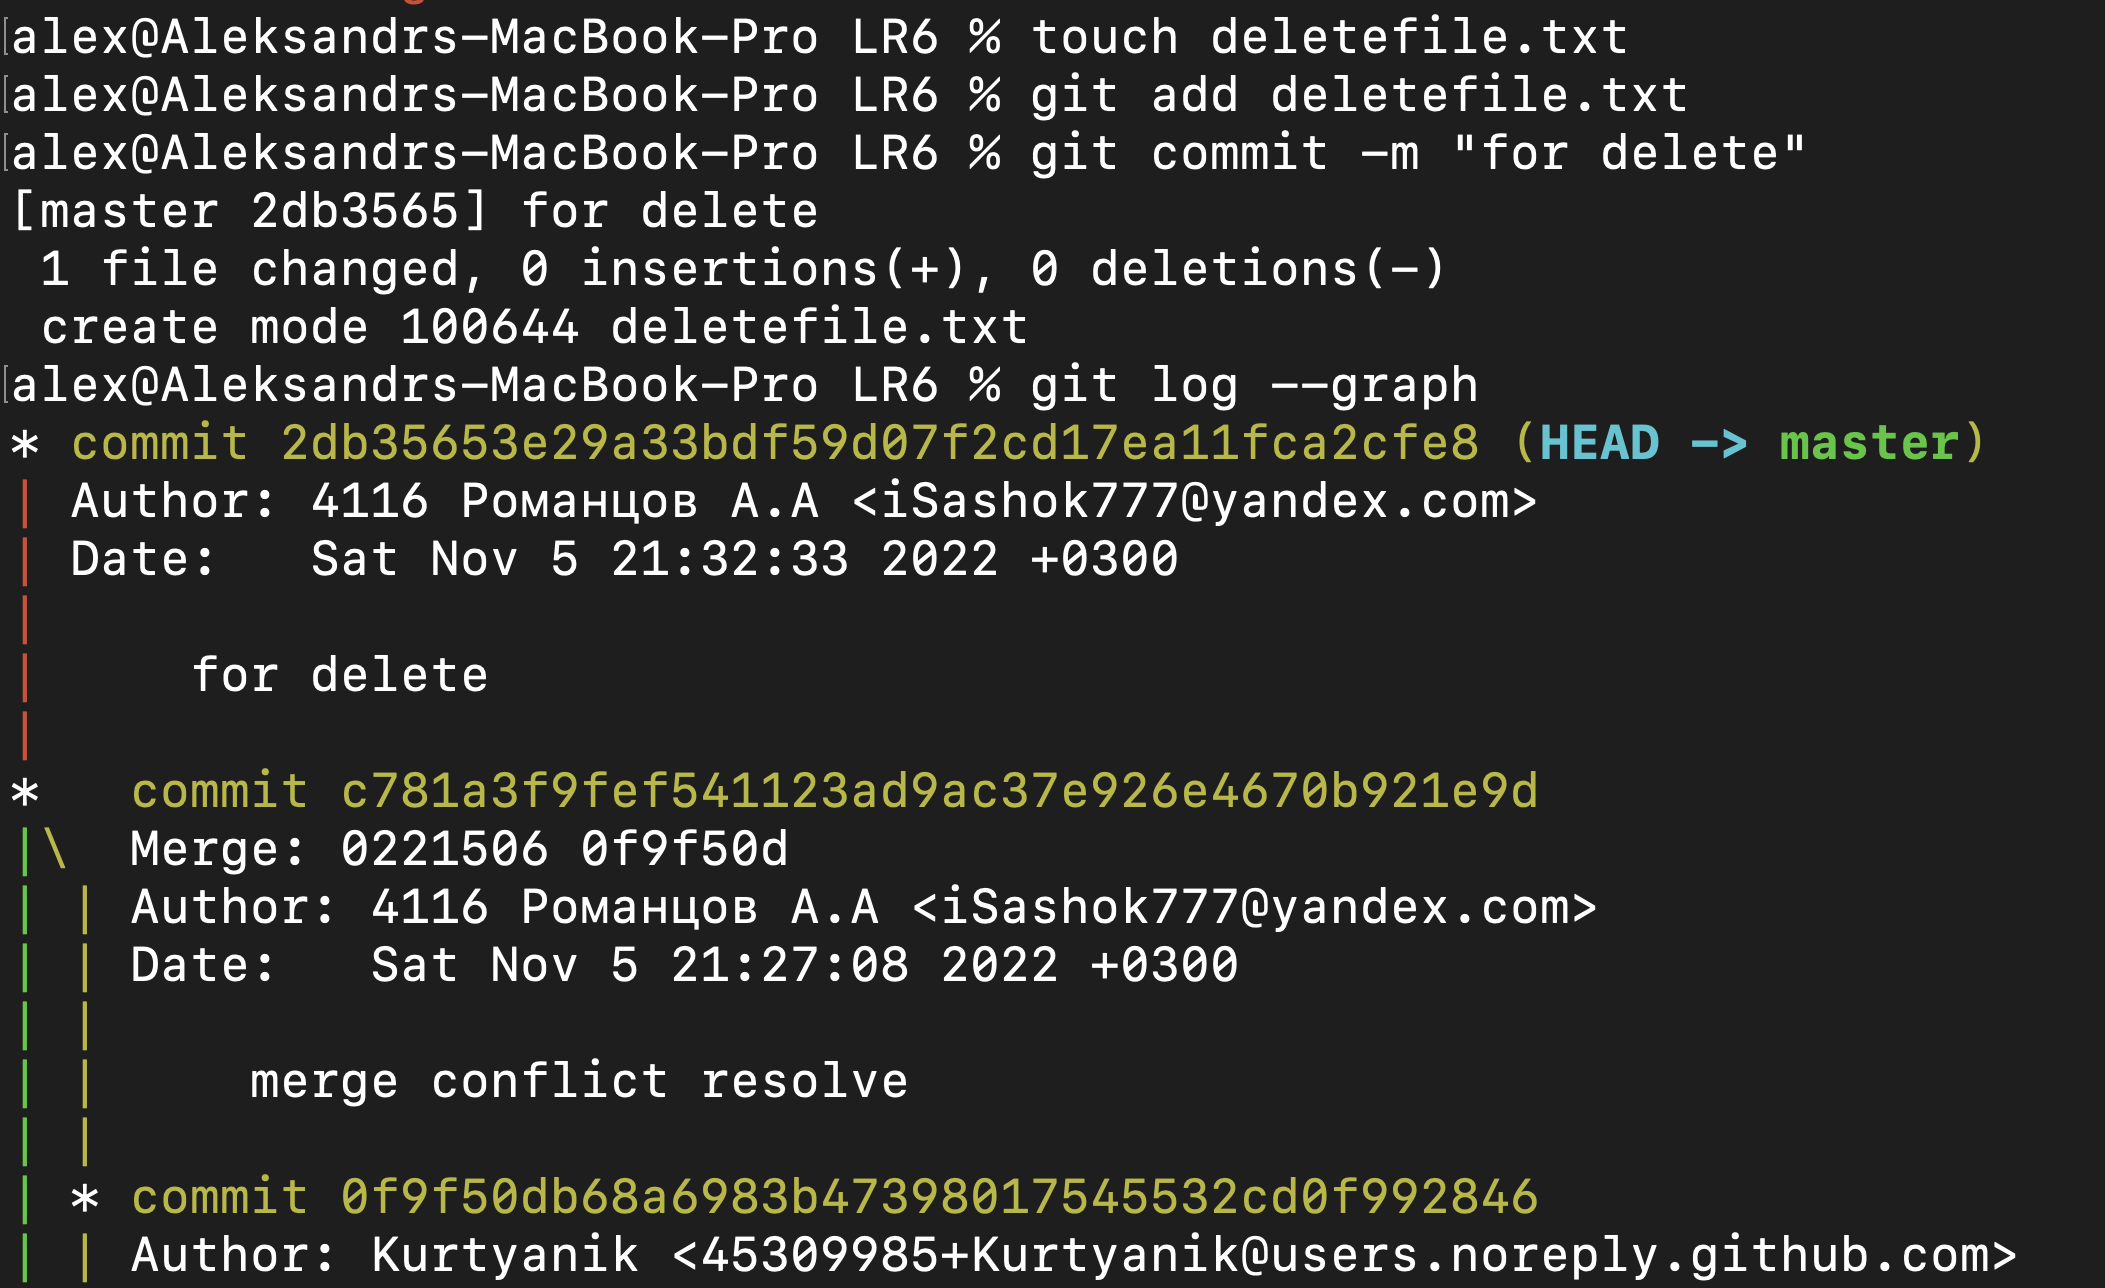 alex@Aleksandrs-MacBook-Pro LR6 % touch deletefile.txt
alex@Aleksandrs-MacBook-Pro LR6 % git add deletefile.txt
alex@Aleksandrs-MacBook-Pro LR6 % git commit -m "for delete"
[master 2db3565] for delete
 1 file changed, 0 insertions(+), 0 deletions(-)
 create mode 100644 deletefile.txt
alex@Aleksandrs-MacBook-Pro LR6 % git log --graph
* commit 2db35653e29a33bdf59d07f2cd17ea11fca2cfe8 (HEAD -> master)
| Author: 4116 Романцов А.А <iSashok777@yandex.com>
| Date:   Sat Nov 5 21:32:33 2022 +0300
|
|     for delete
|
*   commit c781a3f9fef541123ad9ac37e926e4670b921e9d
|\  Merge: 0221506 0f9f50d
| | Author: 4116 Романцов А.А <iSashok777@yandex.com>
| | Date:   Sat Nov 5 21:27:08 2022 +0300
| |
| |     merge conflict resolve
| |
| * commit 0f9f50db68a6983b47398017545532cd0f992846
| | Author: Kurtyanik <45309985+Kurtyanik@users.noreply.github.com>